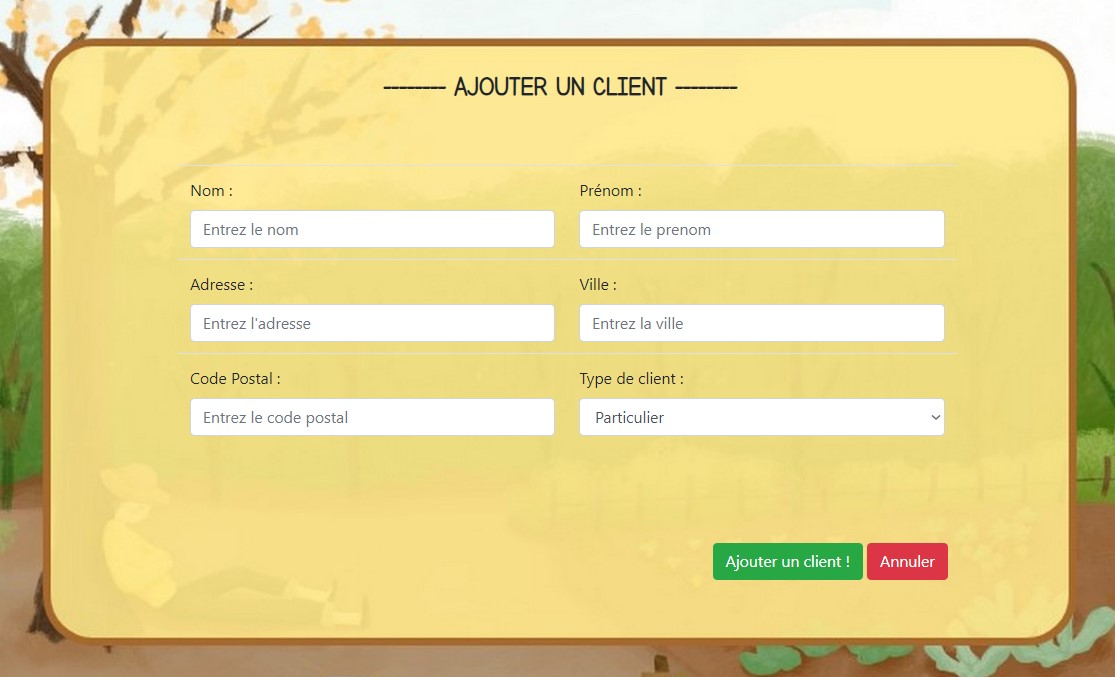 -------- AJOUTER UN CLIENT --------
Nom :
Prénom :
Entrez le nom
Entrez le prenom
Adresse :
Ville :
Entrez l'adresse
Entrez la ville
Code Postal :
Type de client :
Entrez le code postal
Particulier
Ajouter un client !
Annuler